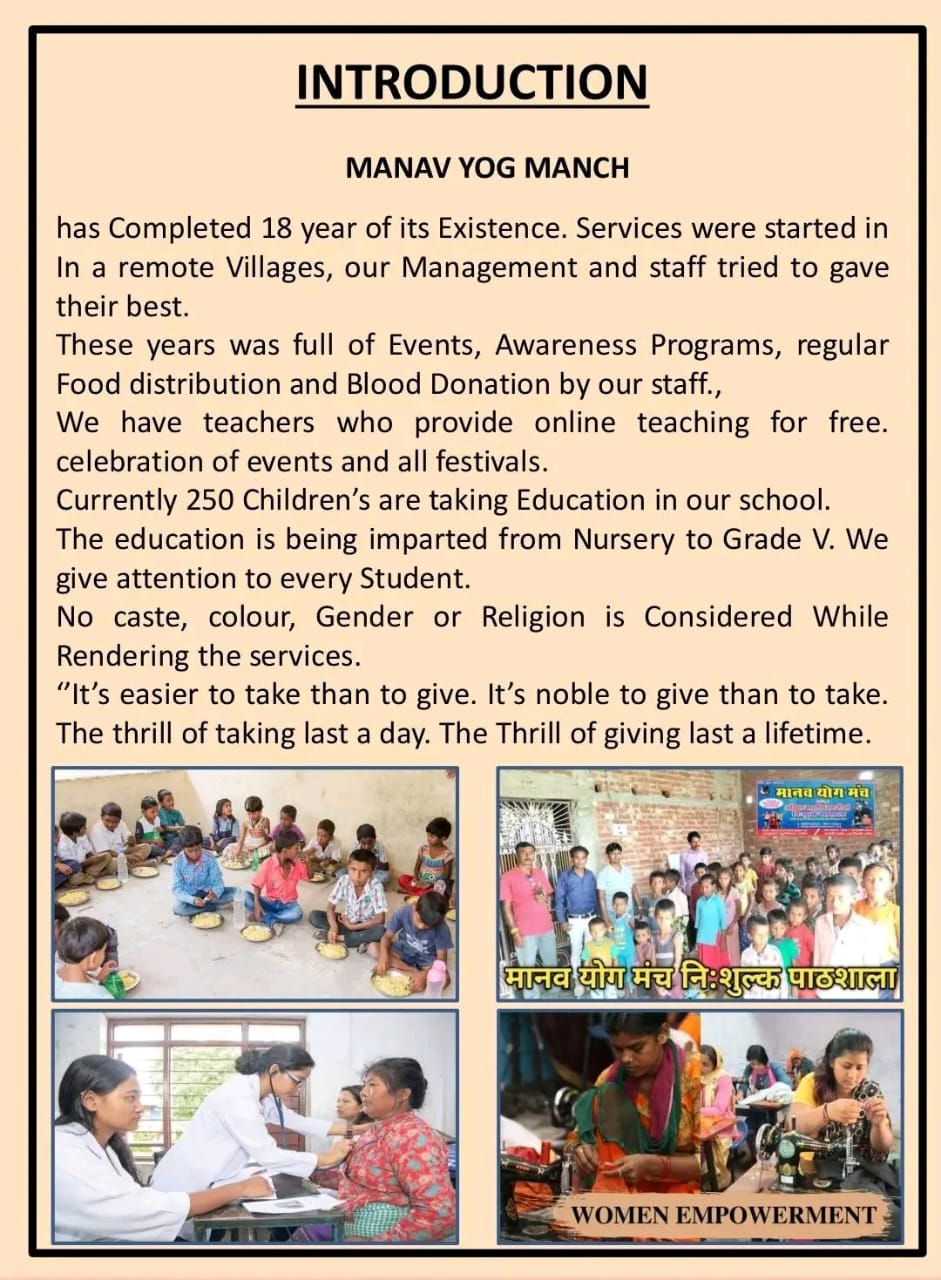 INTRODUCTION
MANAV YOG MANCH
has Completed 18 year of its Existence. Services were started in
In a remote Villages, our Management and staff tried to gave
their best.
These years was full of Events, Awareness Programs, regular
Food distribution and Blood Donation by our staff.,
We have teachers who provide online teaching for free.
celebration of events and all festivals.
Currently 250 Children’s are taking Education in our school.
The education is being imparted from Nursery to Grade V. We
give attention to every Student.
No caste, colour, Gender or Religion is Considered While
Rendering the services.
‘’It’s easier to take than to give. It’s noble to give than to take.
The thrill of taking last a day. The Thrill of giving last a lifetime.
मानव योग मंच
मानव योग मंच नि:शुल्क पाठशाला
WOMEN EMPOWERMENT